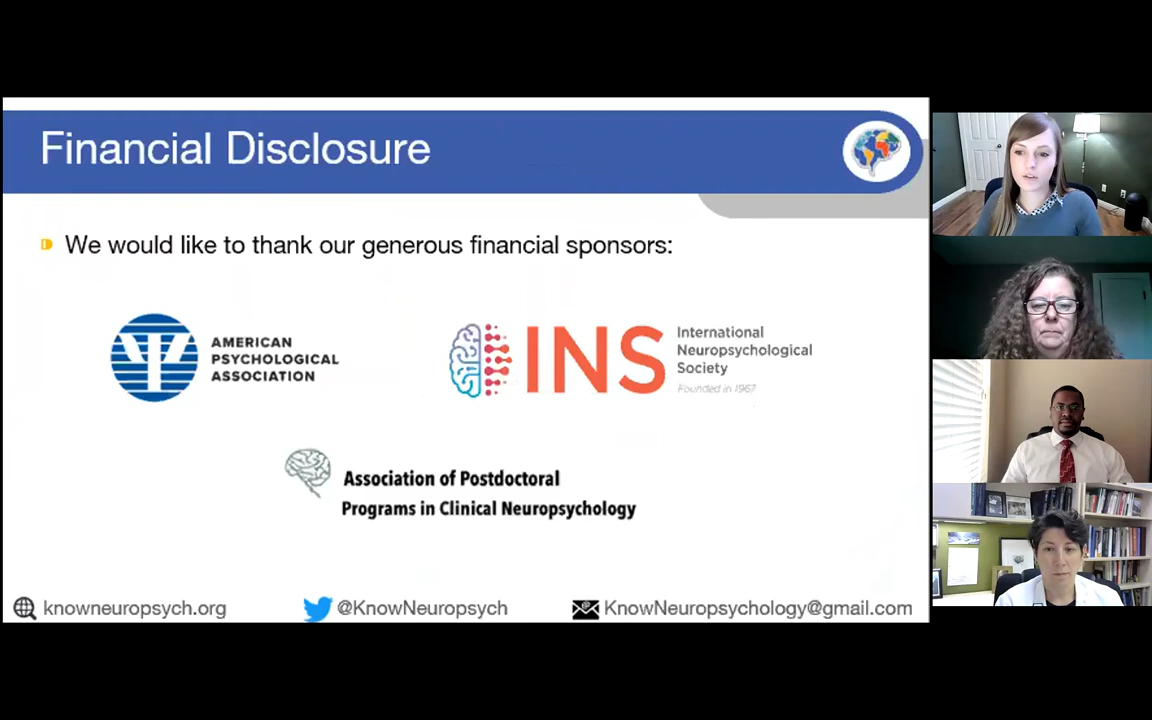 Financial Disclosure
We would like to thank our generous financial sponsors:
AMERICAN
PSYCHOLOGICAL
ASSOCIATION
INS
International
Neuropsychological
Society
Founded in 1967
Association of Postdoctoral
Programs in Clinical Neuropsychology
knowneuropsych.org
@KnowNeuropsych
KnowNeuropsychology@gmail.com